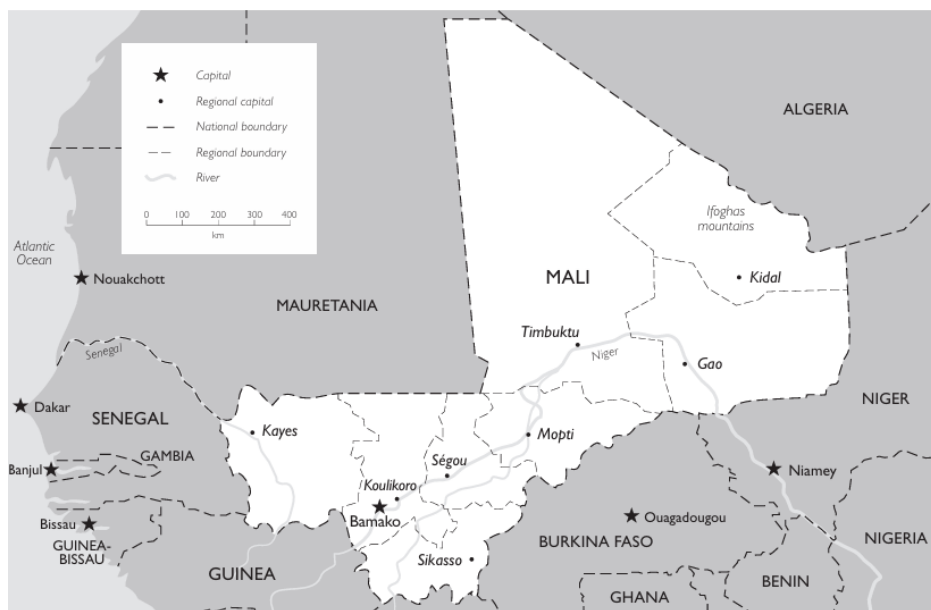 Capital
Regional capital
National boundary
Regional boundary
River
0 100 200 300 400
km
ALGERIA
Ifoghas
mountains
Atlantic
Ocean
Nouakchott
MAURETANIA
MALI
Kidal
Timbuktu
Niger
Gao
Senegal
Dakar
SENEGAL
Kayes
Mopti
NIGER
GAMBIA
Banjul
Ségou
Niamey
Koulikoro
Bamako
Bissau
Ouagadougou
GUINEA-
BISSAU
BURKINA FASO
NIGERIA
Sikasso
GUINEA
BENIN
GHANA